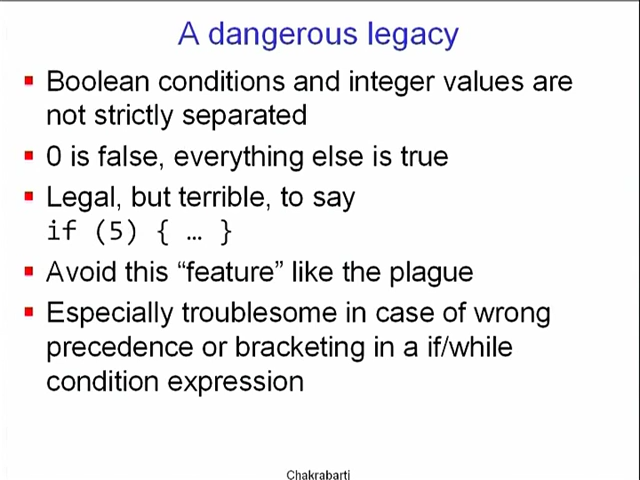 A dangerous legacy
Boolean conditions and integer values are
not strictly separated
0 is false, everything else is true
Legal, but terrible, to say
if (5) { … }
Avoid this “feature” like the plague
Especially troublesome in case of wrong
precedence or bracketing in a if/while
condition expression
Chakrabarti